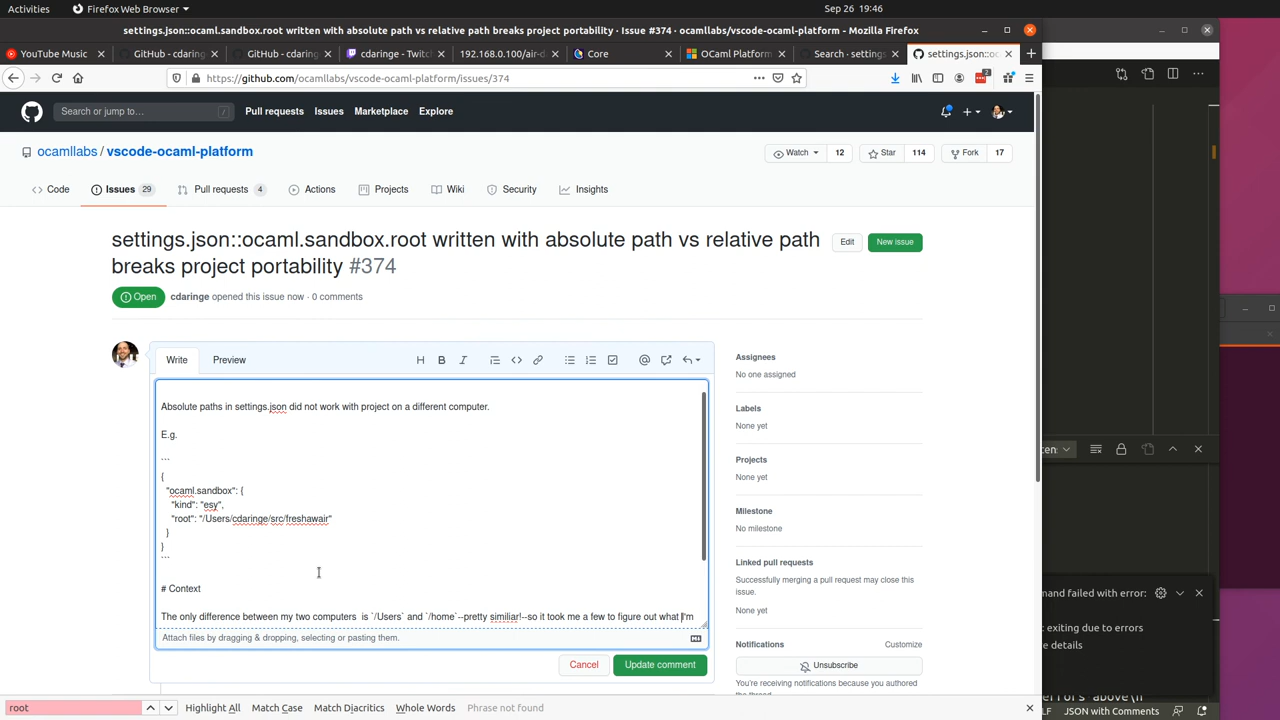 Activities
Firefox Web Browser
Sep 26 19:46
settings.json::ocaml.sandbox.root written with absolute path vs relative path breaks project portability · Issue #374 · ocamllabs/vscode-ocaml-platform - Mozilla Firefox
YouTube Music
GitHub - cdaring
GitHub - cdaring
cdaringe - Twitch
192.168.0.100/air-d
Core
OCaml Platform
Search · settings
settings.json::oc
https://github.com/ocamllabs/vscode-ocaml-platform/issues/374
2
Search or jump to…
/
Pull requests
Issues
Marketplace
Explore
ocamllabs / vscode-ocaml-platform
Watch
12
Star
114
Fork
17
Code
Issues 29
Pull requests 4
Actions
Projects
Wiki
Security
Insights
settings.json::ocaml.sandbox.root written with absolute path vs relative path
breaks project portability #374
Edit
New issue
Open
cdaringe opened this issue now · 0 comments
Write
Preview
Absolute paths in settings.json did not work with project on a different computer.
E.g.
```
{
"ocaml.sandbox": {
"kind": "esy",
"root": "/Users/cdaringe/src/freshawair"
}
}
```
# Context
The only difference between my two computers  is `/Users` and `/home`--pretty similiar!--so it took me a few to figure out what I'm
Attach files by dragging & dropping, selecting or pasting them.
Cancel
Update comment
Assignees
No one assigned
Labels
None yet
Projects
None yet
Milestone
No milestone
Linked pull requests
Successfully merging a pull request may close this
issue.
None yet
Notifications
Customize
Unsubscribe
You're receiving notifications because you authored
mand failed with error:
t exiting due to errors
e details
JSON with Comments
root
Highlight All
Match Case
Match Diacritics
Whole Words
Phrase not found